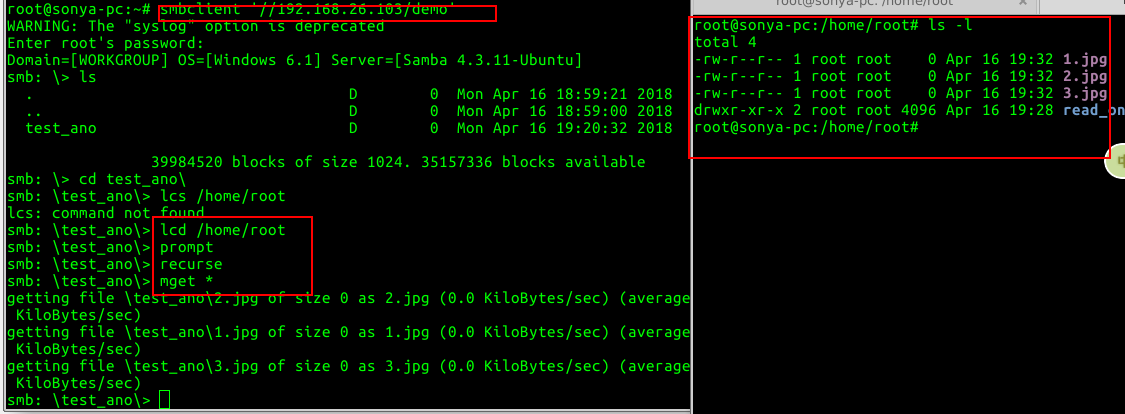 root@sonya-pc:~# smbclient '//192.168.26.103/demo'
WARNING: The "syslog" option is deprecated
Enter root's password:
Domain=[WORKGROUP] OS=[Windows 6.1] Server=[Samba 4.3.11-Ubuntu]
smb: \> ls
. D 0 Mon Apr 16 18:59:21 2018
.. D 0 Mon Apr 16 18:59:00 2018
test_ano D 0 Mon Apr 16 19:20:32 2018
39984520 blocks of size 1024. 35157336 blocks available
smb: \> cd test_ano\
smb: \test_ano\> lcs /home/root
lcs: command not found
smb: \test_ano\> lcd /home/root
smb: \test_ano\> prompt
smb: \test_ano\> recurse
smb: \test_ano\> mget *
getting file \test_ano\2.jpg of size 0 as 2.jpg (0.0 KiloBytes/sec) (average
KiloBytes/sec)
getting file \test_ano\1.jpg of size 0 as 1.jpg (0.0 KiloBytes/sec) (average
KiloBytes/sec)
getting file \test_ano\3.jpg of size 0 as 3.jpg (0.0 KiloBytes/sec) (average
KiloBytes/sec)
smb: \test_ano\>
root@sonya-pc: /home/root
root@sonya-pc:/home/root# ls -l
total 4
-rw-r--r-- 1 root root 0 Apr 16 19:32 1.jpg
-rw-r--r-- 1 root root 0 Apr 16 19:32 2.jpg
-rw-r--r-- 1 root root 0 Apr 16 19:32 3.jpg
drwxr-xr-x 2 root root 4096 Apr 16 19:28 read_on
root@sonya-pc:/home/root#